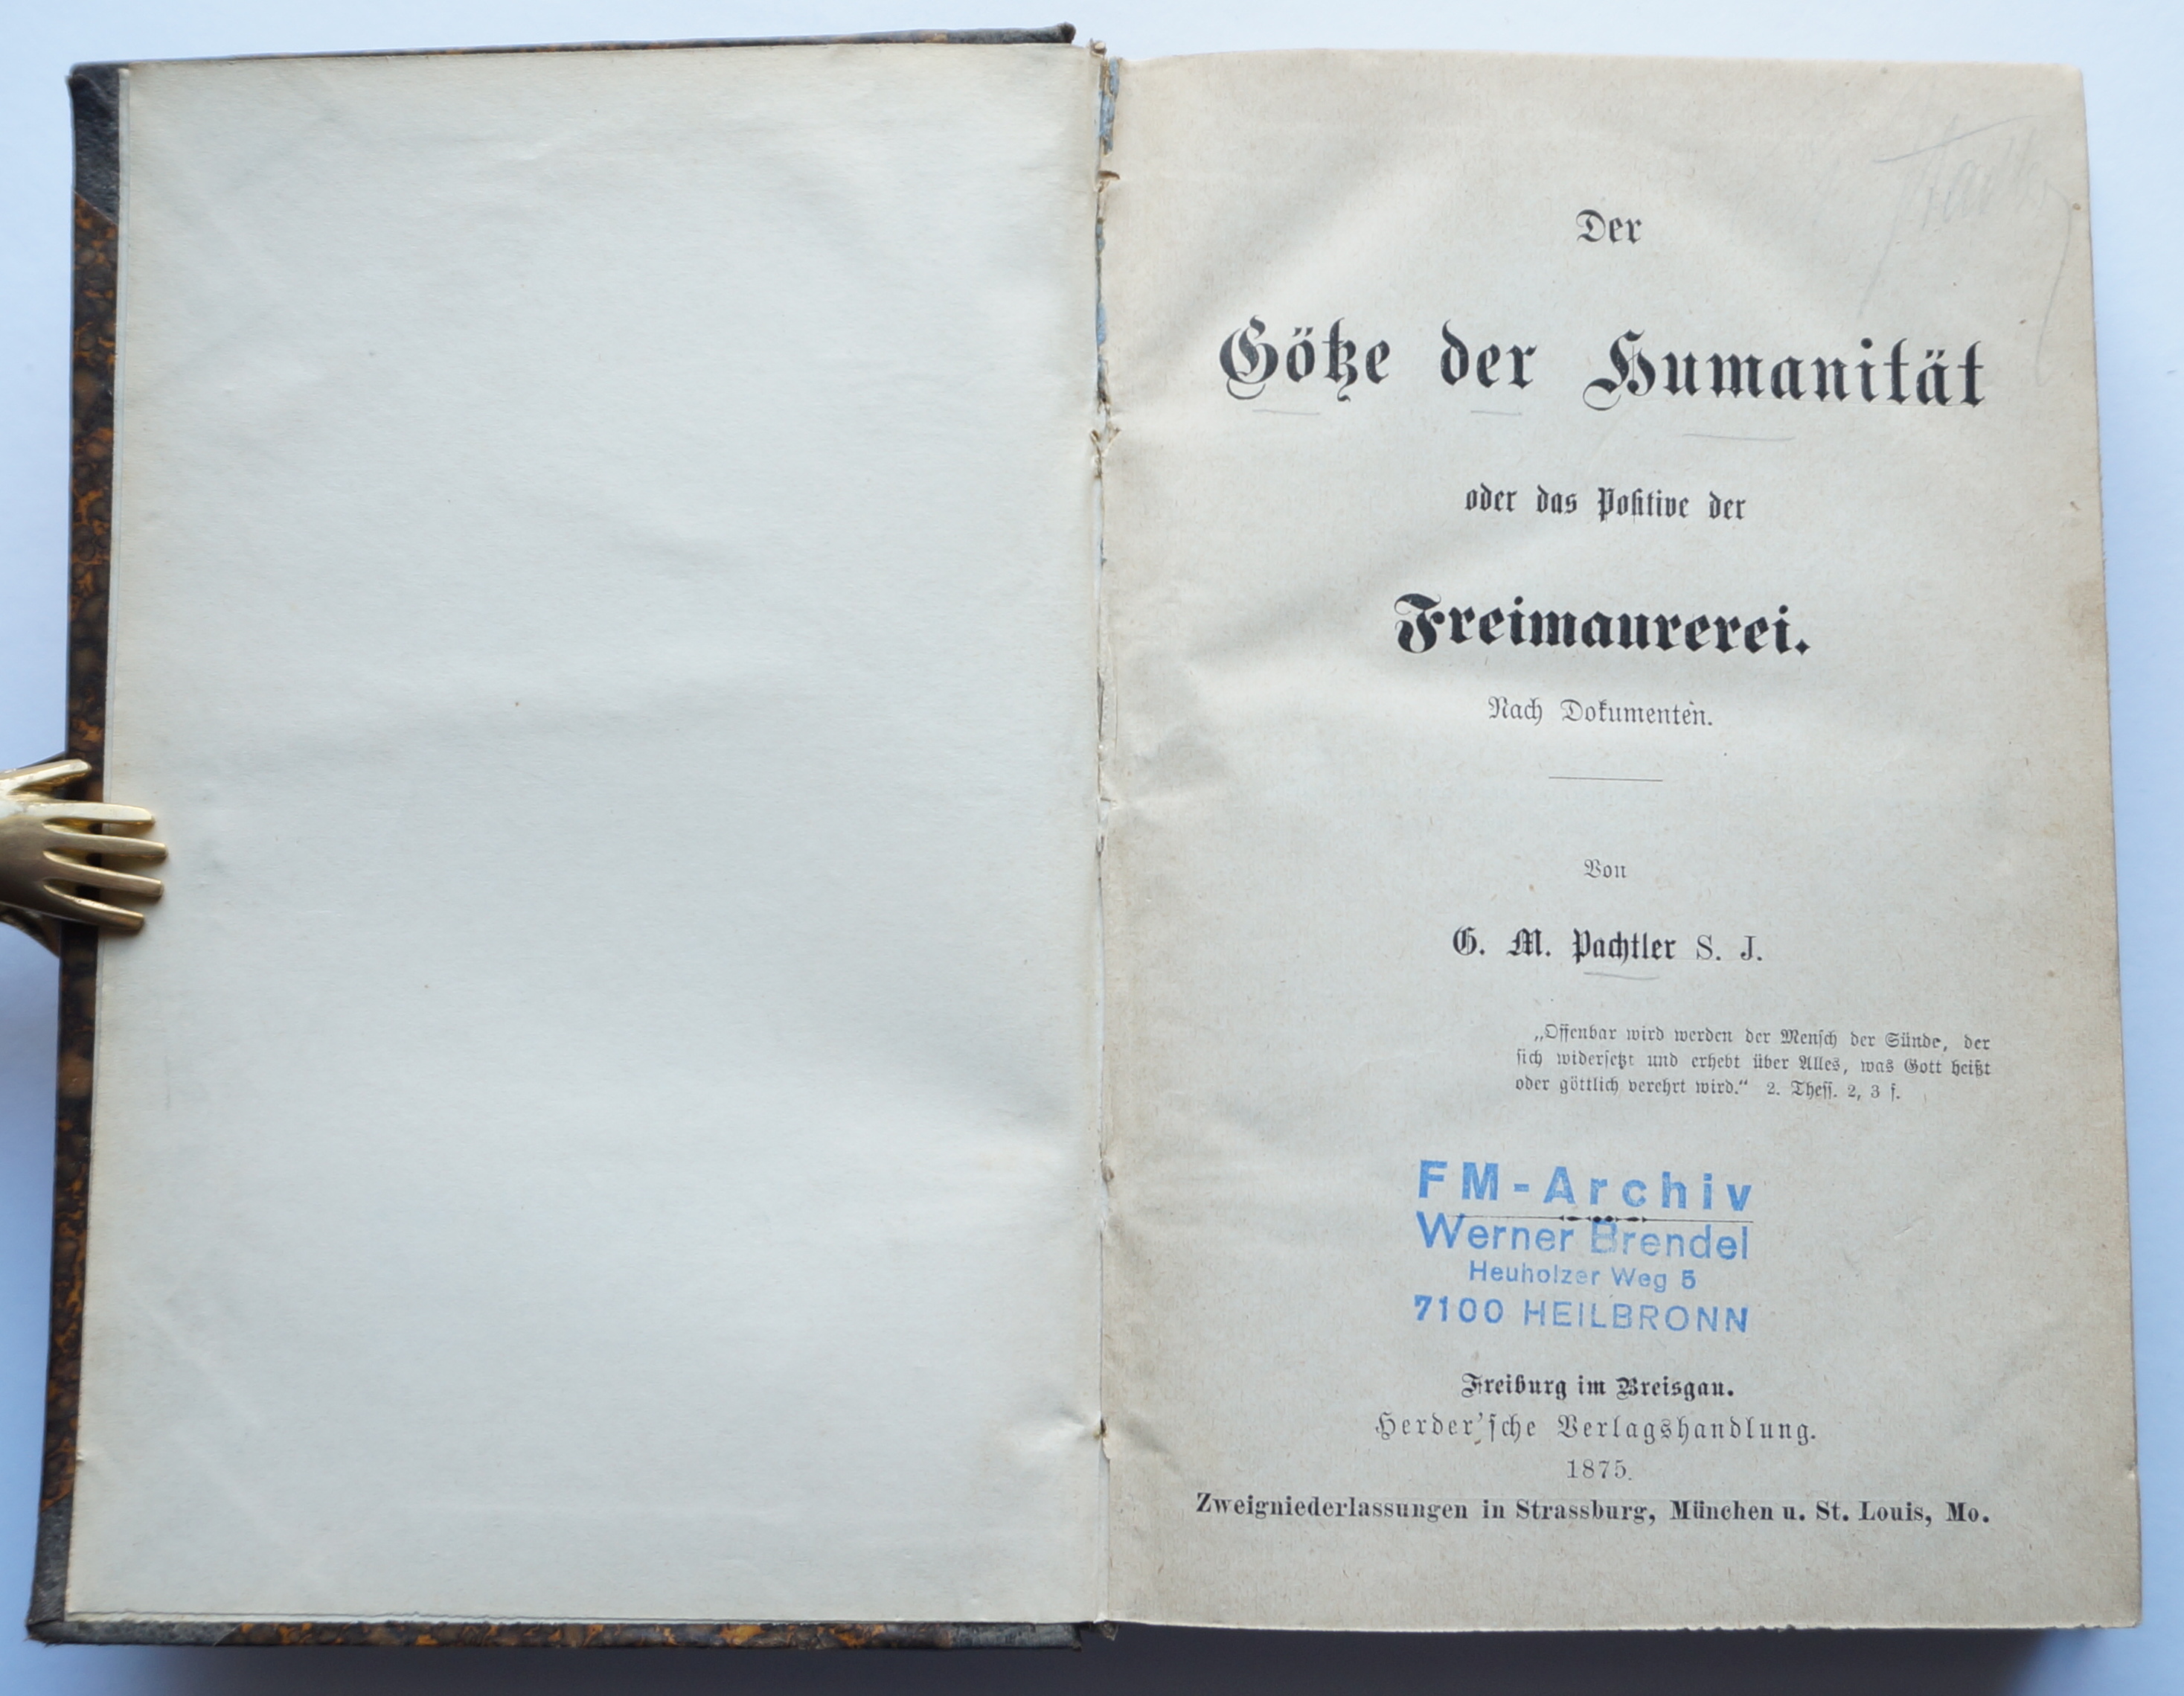 Der
Götze der Humanität
oder das Positive der
Freimaurerei.
Nach Dokumenten.
Von
G. M. Pachtler S. J.
„Offenbar wird werden der Mensch der Sünde, der
sich widersetzt und erhebt über Alles, was Gott heißt
oder göttlich verehrt wird.“ 2. Thess. 2, 3 f.
FM-Archiv
Werner Brendel
Heuholzer Weg 5
7100 HEILBRONN
Freiburg im Breisgau.
Herder'sche Verlagshandlung.
1875.
Zweigniederlassungen in Strassburg, München u. St. Louis, Mo.